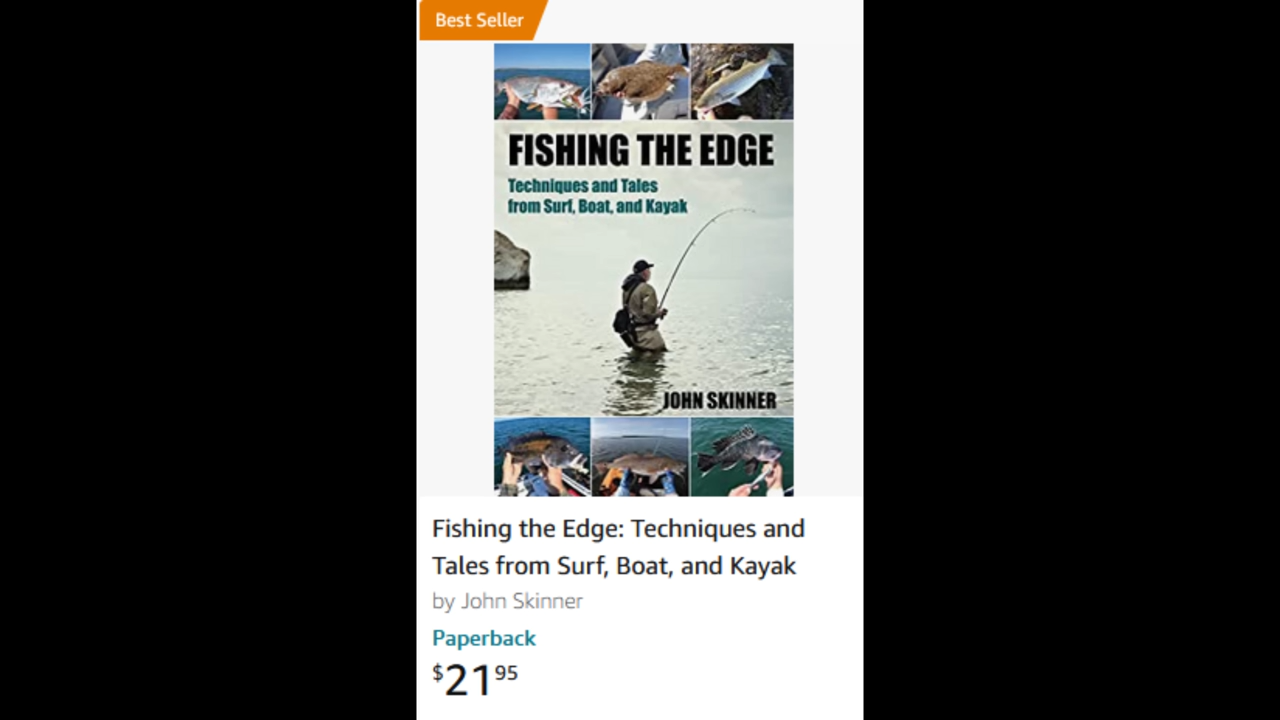 Best Seller
FISHING THE EDGE
Techniques and Tales
from Surf, Boat, and Kayak
JOHN SKINNER
Fishing the Edge: Techniques and
Tales from Surf, Boat, and Kayak
by John Skinner
Paperback
$21.95